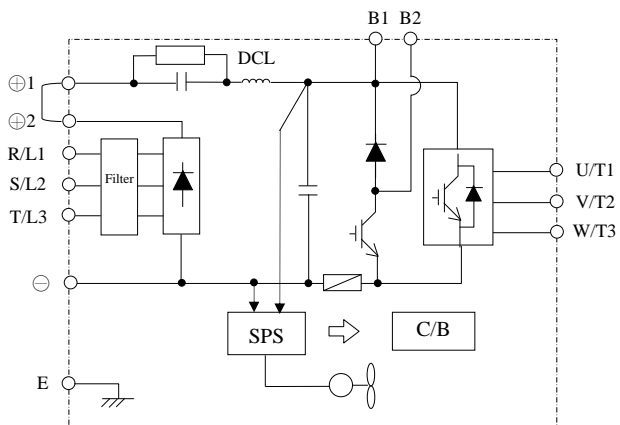 B1 B2
DCL
⊕1
⊕2
R/L1
S/L2
T/L3
Filter
U/T1
V/T2
W/T3
⊖
SPS
C/B
E